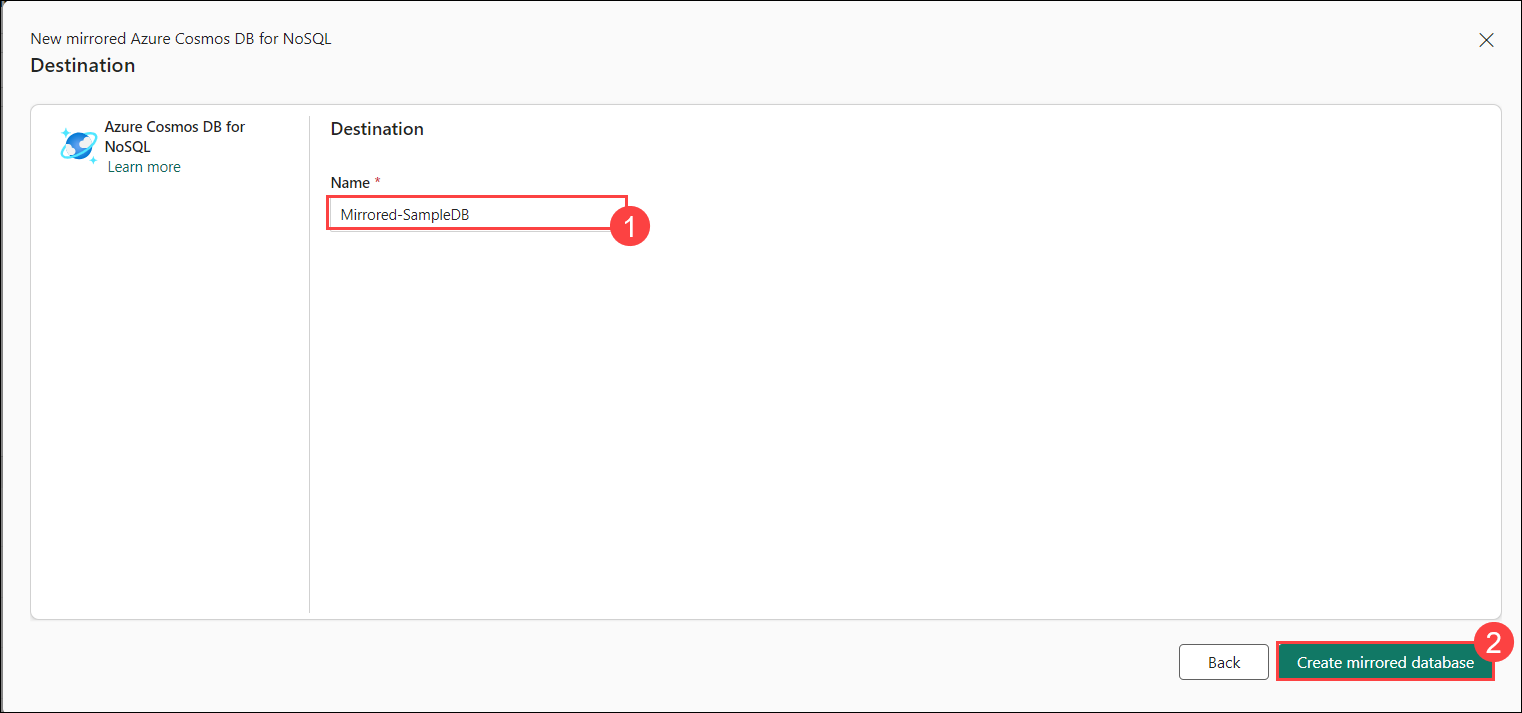 New mirrored Azure Cosmos DB for NoSQL
Destination
Azure Cosmos DB for
NoSQL
Learn more
Destination
Name *
Mirrored-SampleDB
1
2
Back
Create mirrored database